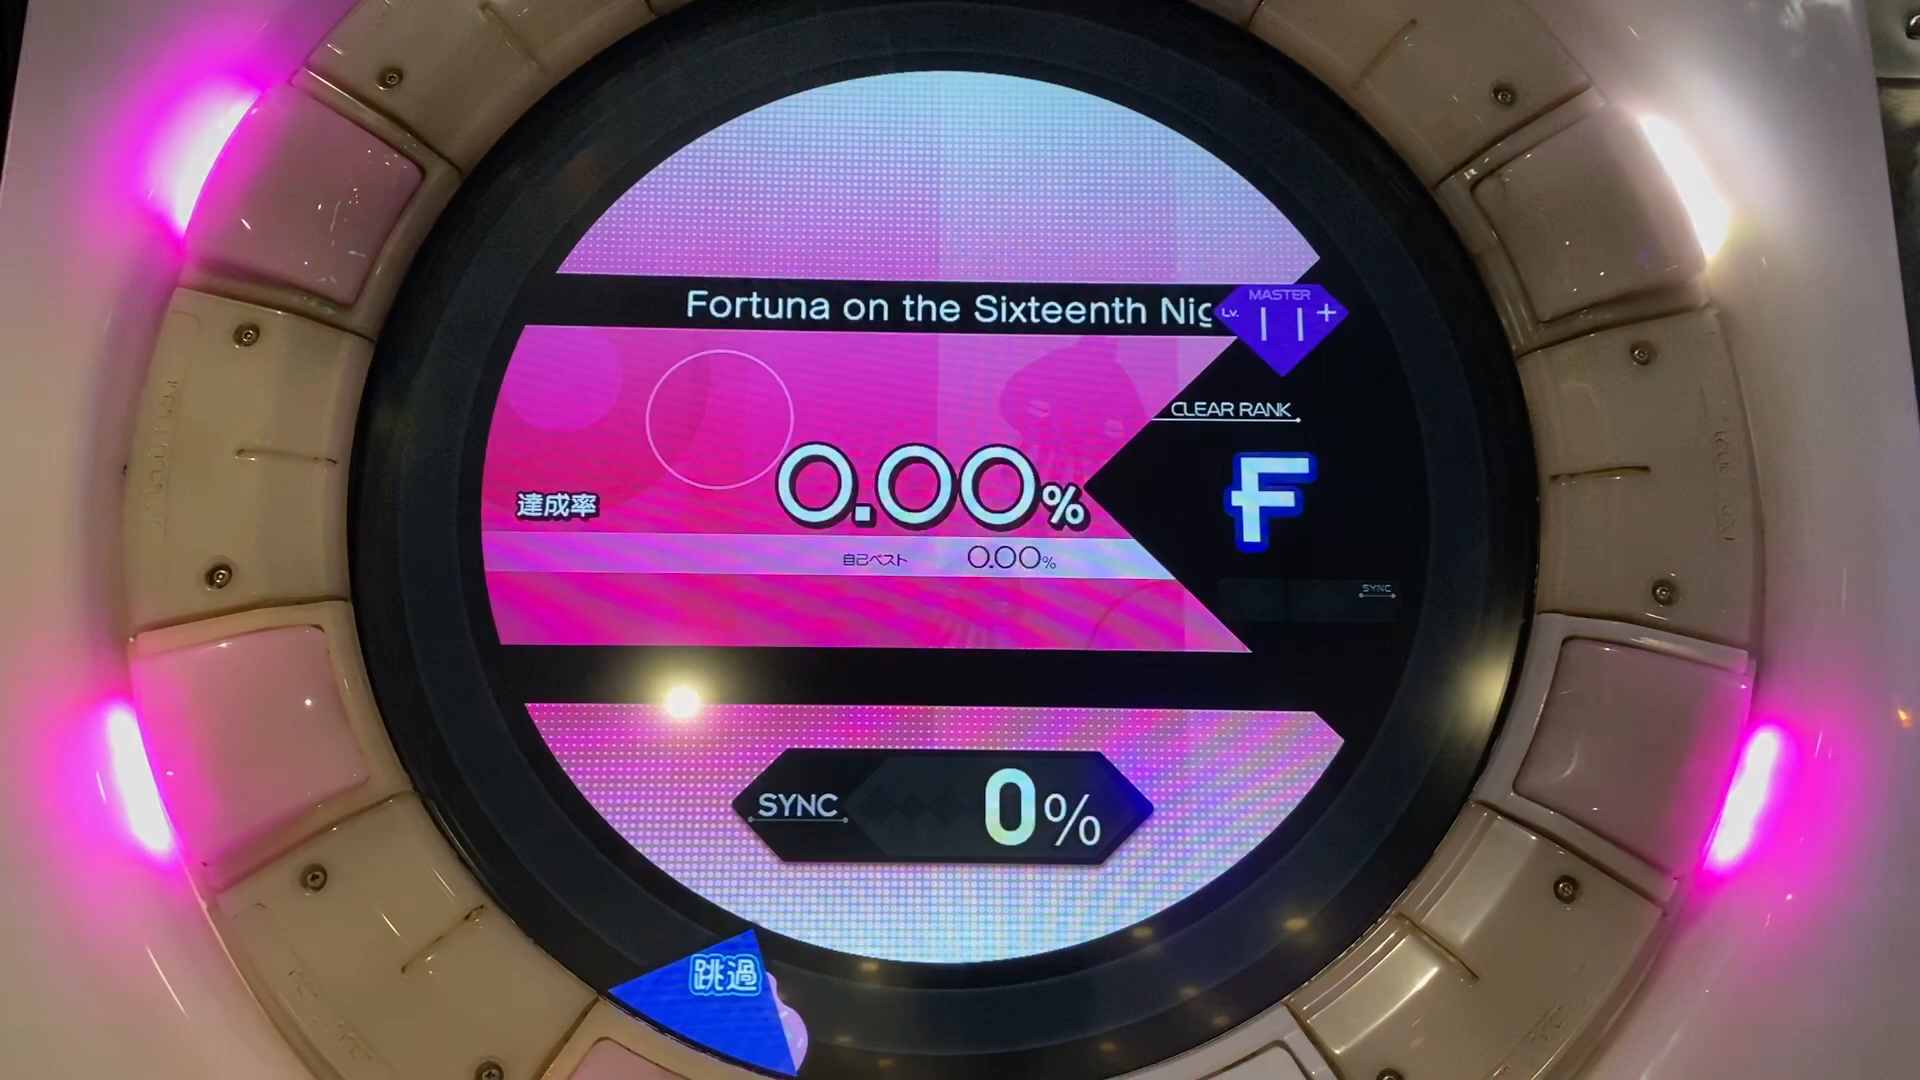 Fortuna on the Sixteenth Nig
MASTER
Lv. 11+
CLEAR RANK
F
達成率 0.00%
自己ベスト 0.00%
SYNC
SYNC 0%
跳過